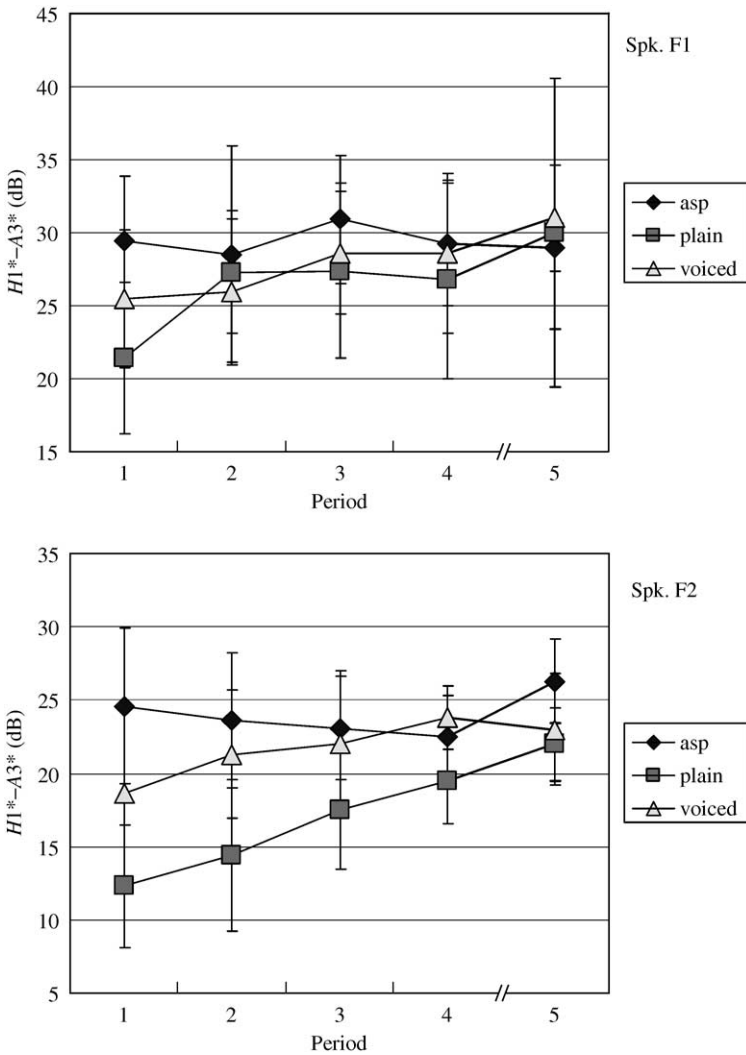 45
40
35
30
25
20
15
H1*–A3* (dB)
1 2 3 4 5
Period
Spk. F1
asp
plain
voiced
35
30
25
20
15
10
5
H1*–A3* (dB)
1 2 3 4 5
Period
Spk. F2
asp
plain
voiced